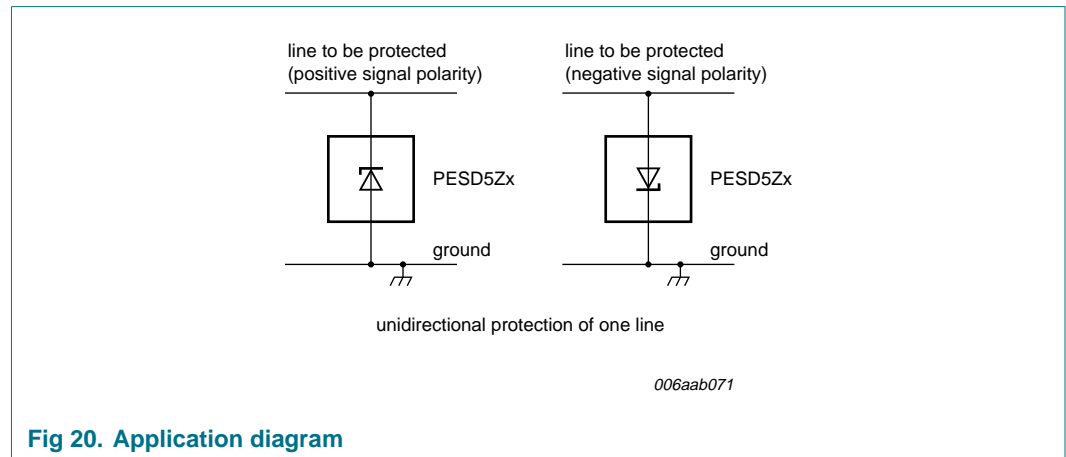 line to be protected
(positive signal polarity)
PESD5Zx
ground
line to be protected
(negative signal polarity)
PESD5Zx
ground
unidirectional protection of one line
006aab071
Fig 20. Application diagram